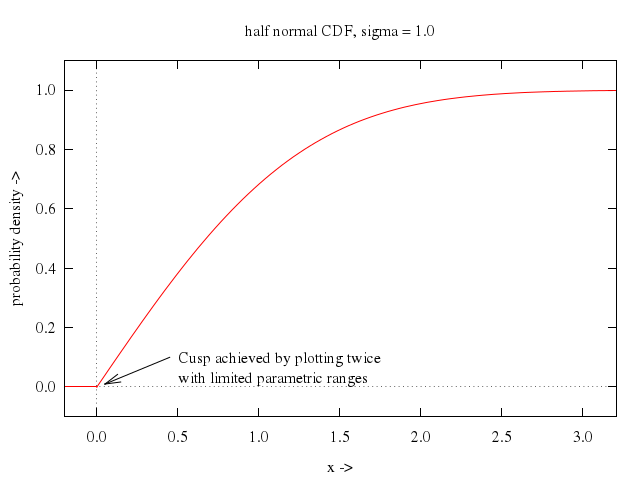 half normal CDF, sigma = 1.0
1.0
0.8
0.6
0.4
0.2
0.0
probability density ->
Cusp achieved by plotting twice
with limited parametric ranges
0.0 0.5 1.0 1.5 2.0 2.5 3.0
x ->